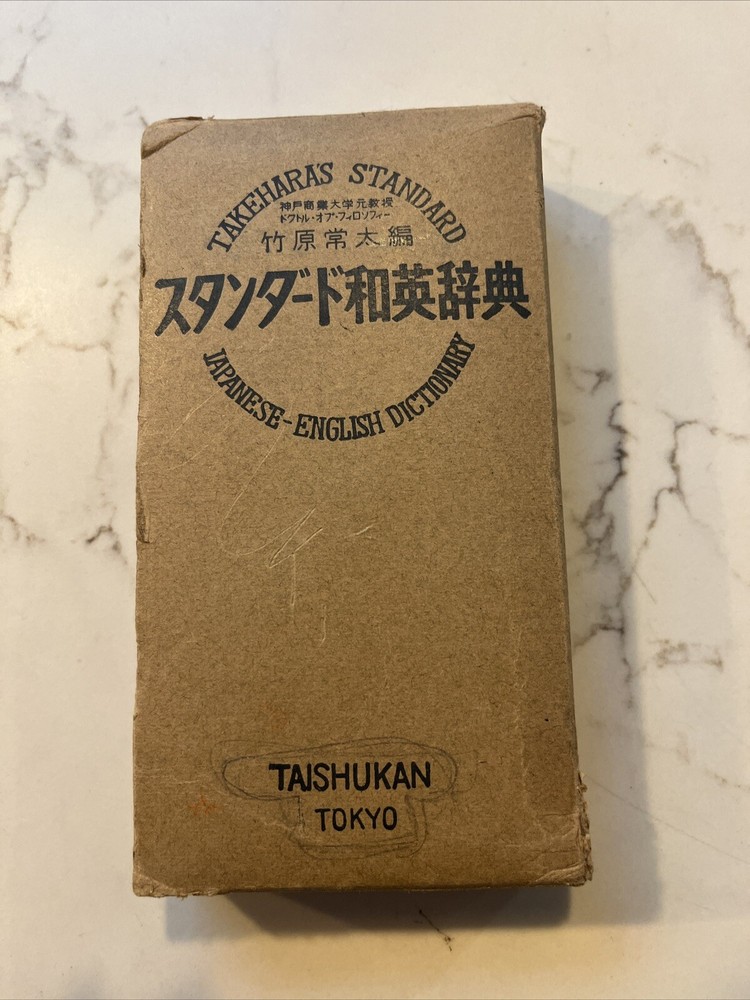 TAKEHARA'S STANDARD
神戸商業大学元教授
ドクトル・オブ・フィロソフィー
竹原常太編
スタンダード和英辞典
JAPANESE-ENGLISH DICTIONARY
TAISHUKAN
TOKYO